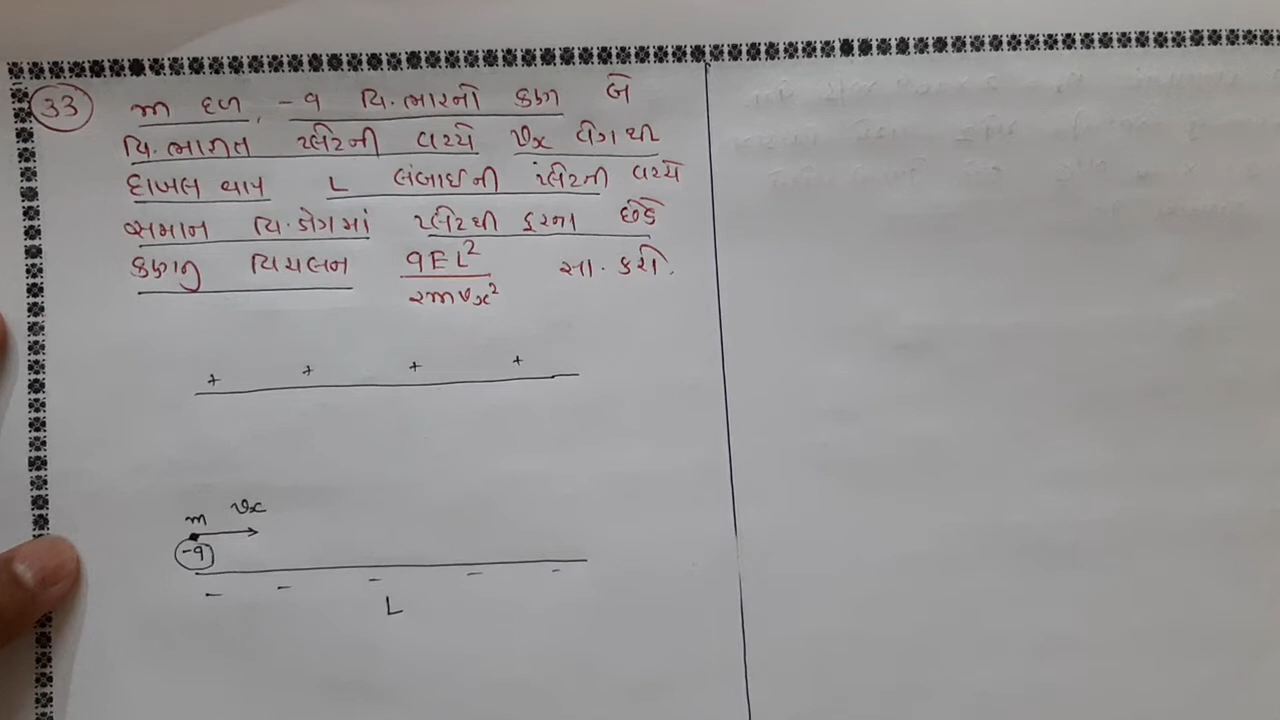 33 m દળ, -q વિ.ભારનો કણ બે
વિ.ભારીત પ્લેટની વચ્ચે vx વેગથી
દાખલ થાય L લંબાઈની પ્લેટની વચ્ચે
સમાન વિ.ક્ષેત્રમાં પ્લેટથી દૂરના છેડે
કણનું વિચલન qEL²/2mvx² સા. કરો.
+ + + +
m vx
-q
- - - - -
L